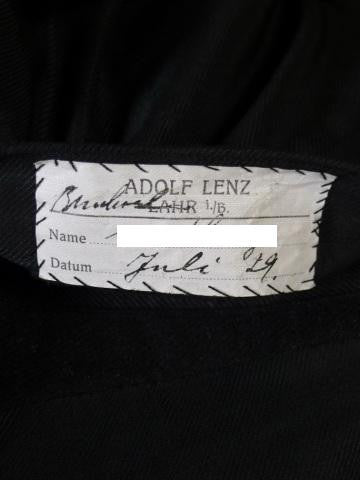 ADOLF LENZ
LAHR i/B.
Name
Datum Juli 29.